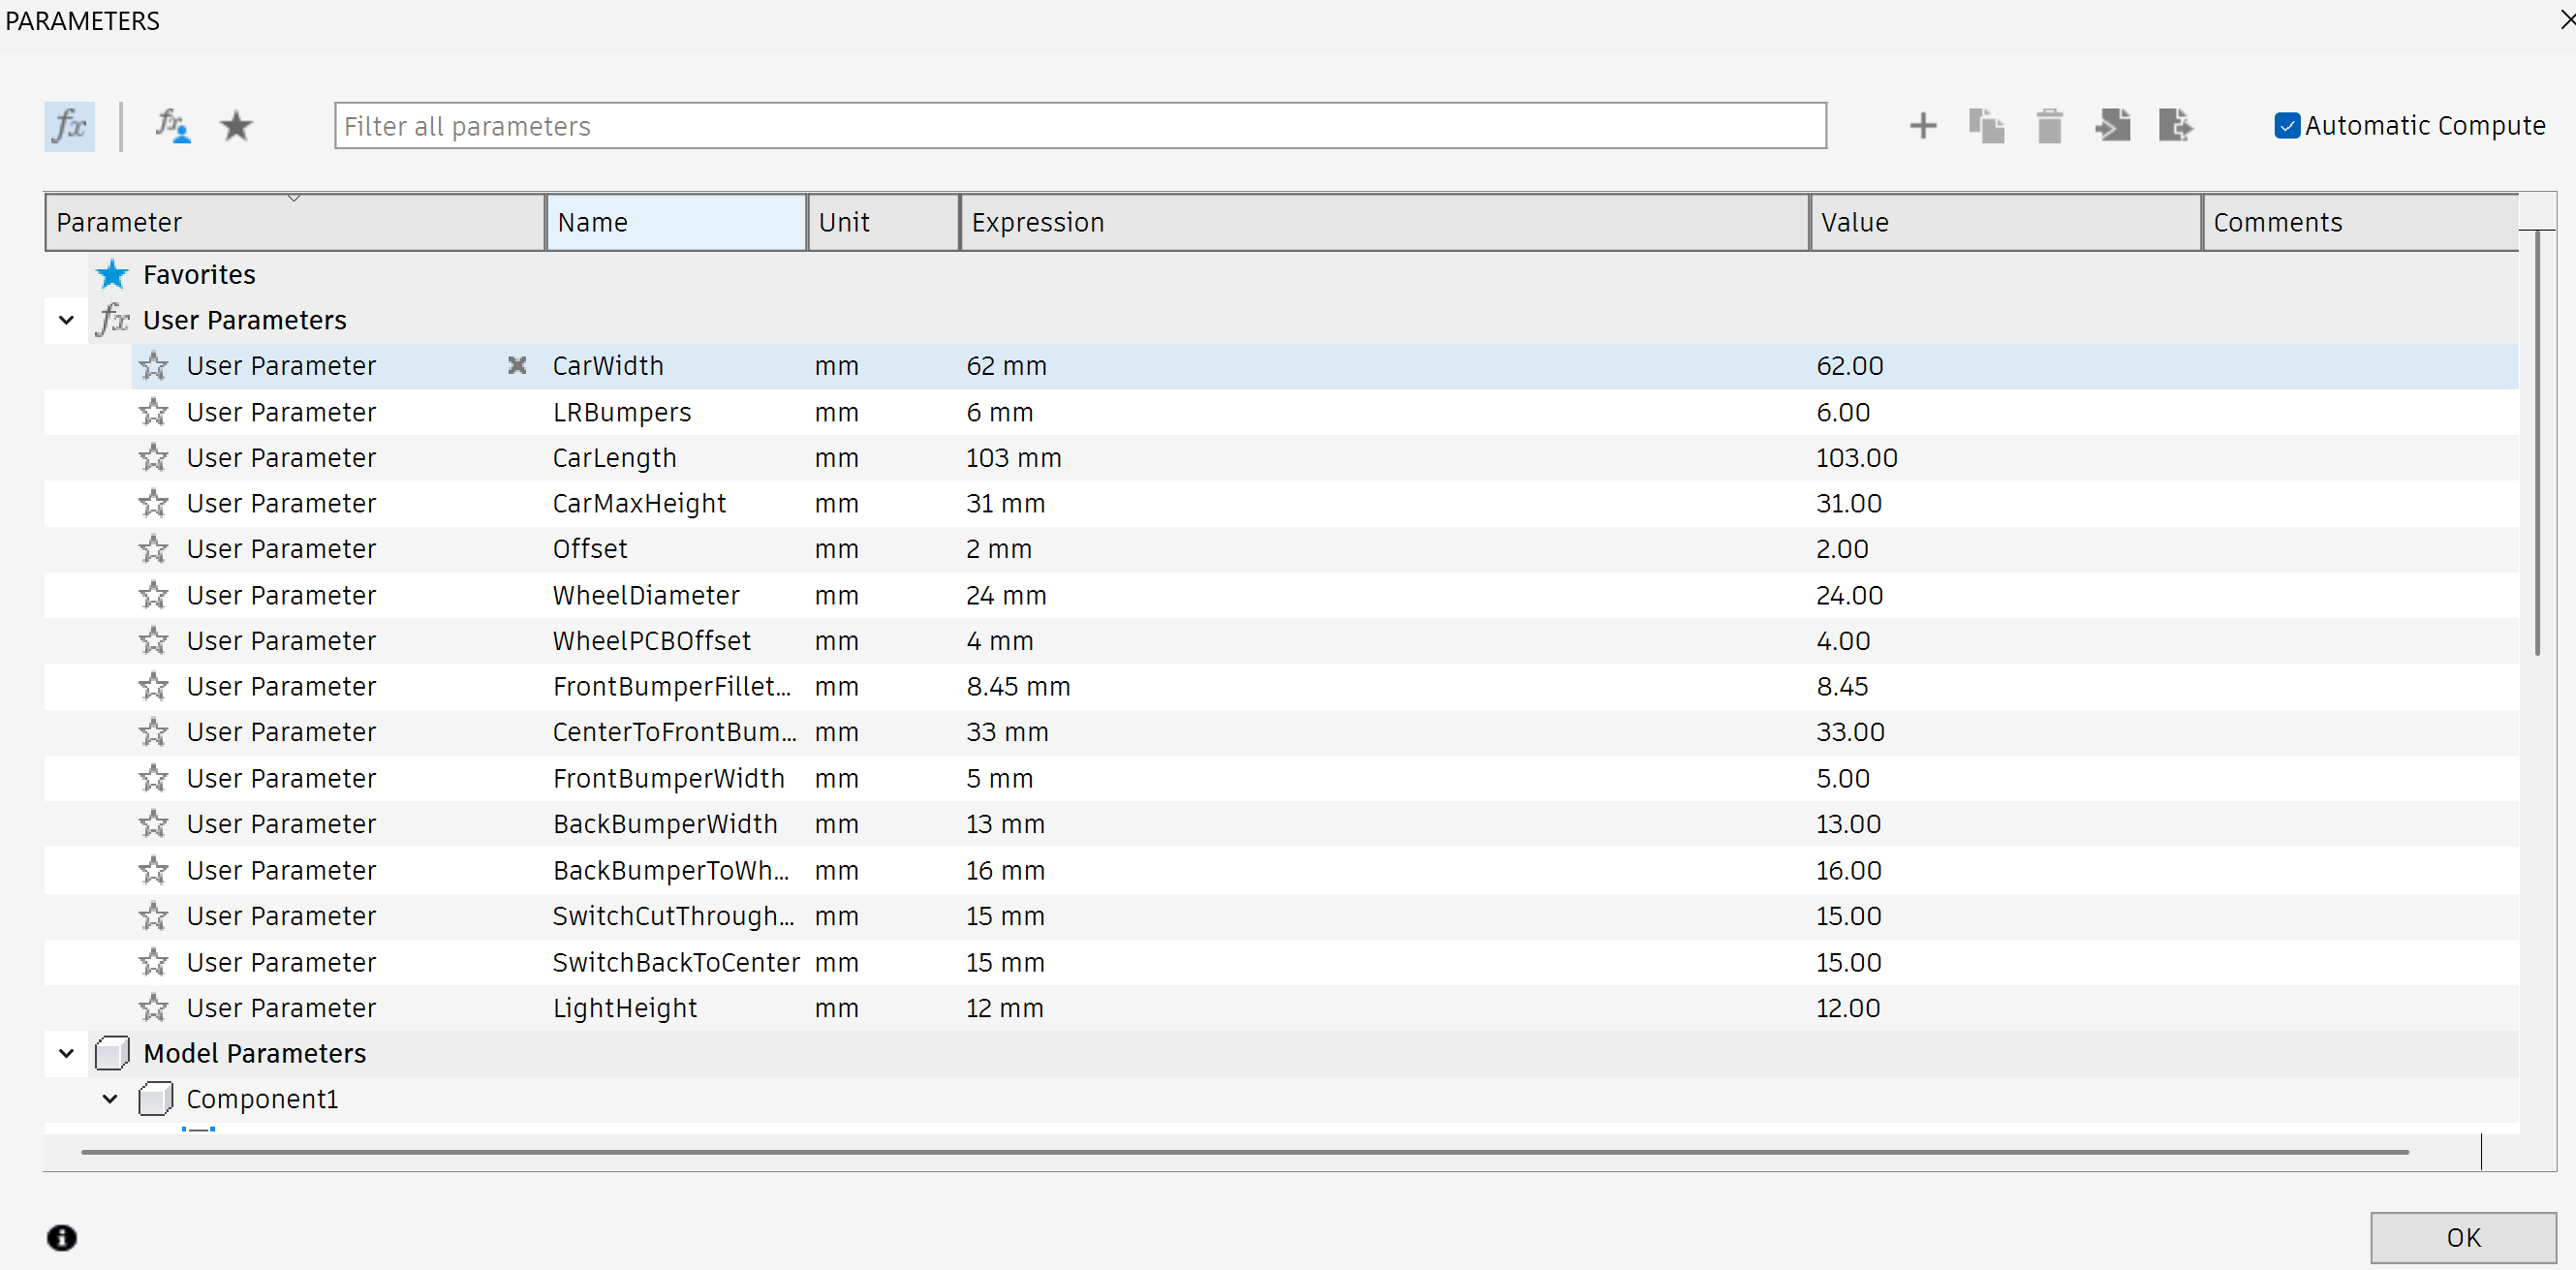 PARAMETERS
fx fx Filter all parameters Automatic Compute
Parameter Name Unit Expression Value Comments
Favorites
fx User Parameters
User Parameter CarWidth mm 62 mm 62.00
User Parameter LRBumpers mm 6 mm 6.00
User Parameter CarLength mm 103 mm 103.00
User Parameter CarMaxHeight mm 31 mm 31.00
User Parameter Offset mm 2 mm 2.00
User Parameter WheelDiameter mm 24 mm 24.00
User Parameter WheelPCBOffset mm 4 mm 4.00
User Parameter FrontBumperFillet... mm 8.45 mm 8.45
User Parameter CenterToFrontBum... mm 33 mm 33.00
User Parameter FrontBumperWidth mm 5 mm 5.00
User Parameter BackBumperWidth mm 13 mm 13.00
User Parameter BackBumperToWh... mm 16 mm 16.00
User Parameter SwitchCutThrough... mm 15 mm 15.00
User Parameter SwitchBackToCenter mm 15 mm 15.00
User Parameter LightHeight mm 12 mm 12.00
Model Parameters
Component1
OK